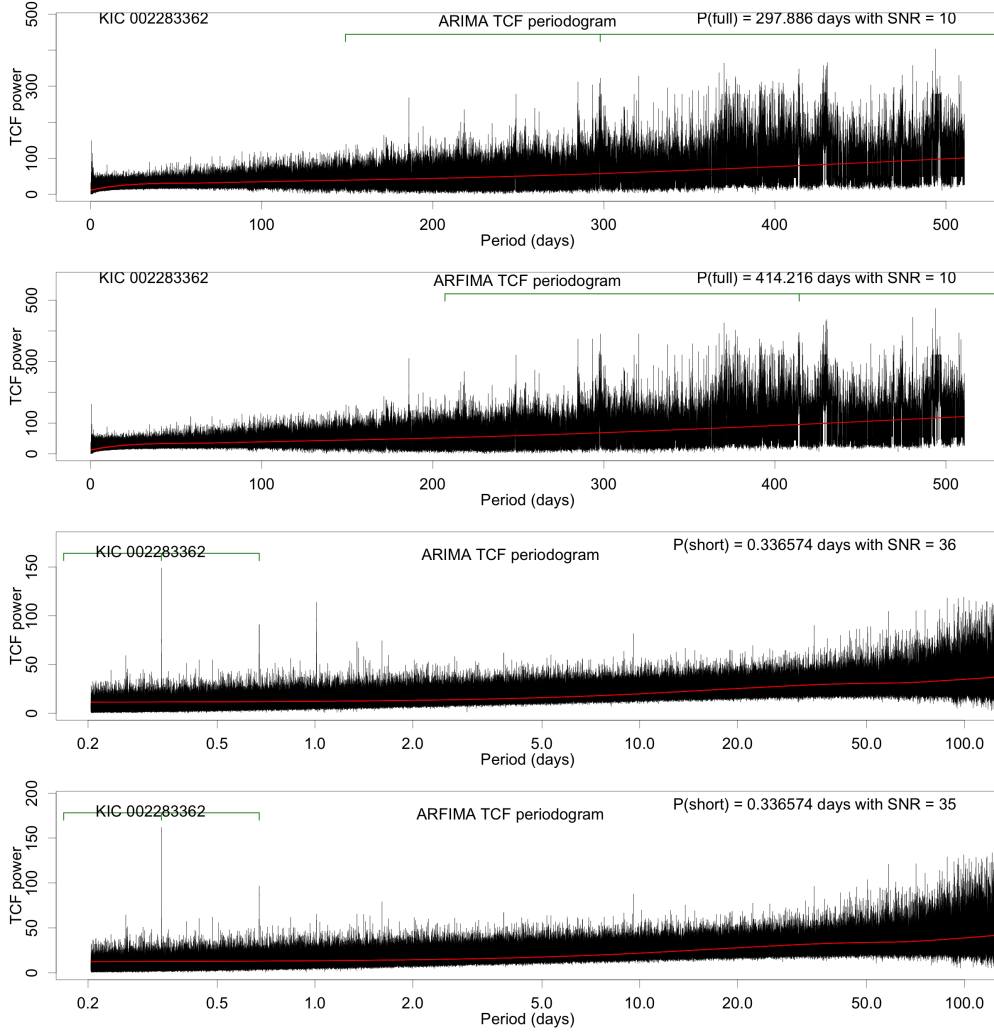 KIC 002283362
ARIMA TCF periodogram
P(full) = 297.886 days with SNR = 10
TCF power
0 100 300 500
0 100 200 300 400 500
Period (days)
KIC 002283362
ARFIMA TCF periodogram
P(full) = 414.216 days with SNR = 10
TCF power
0 100 300 500
0 100 200 300 400 500
Period (days)
KIC 002283362
ARIMA TCF periodogram
P(short) = 0.336574 days with SNR = 36
TCF power
0 50 100 150
0.2 0.5 1.0 2.0 5.0 10.0 20.0 50.0 100.0
Period (days)
KIC 002283362
ARFIMA TCF periodogram
P(short) = 0.336574 days with SNR = 35
TCF power
0 50 100 150 200
0.2 0.5 1.0 2.0 5.0 10.0 20.0 50.0 100.0
Period (days)